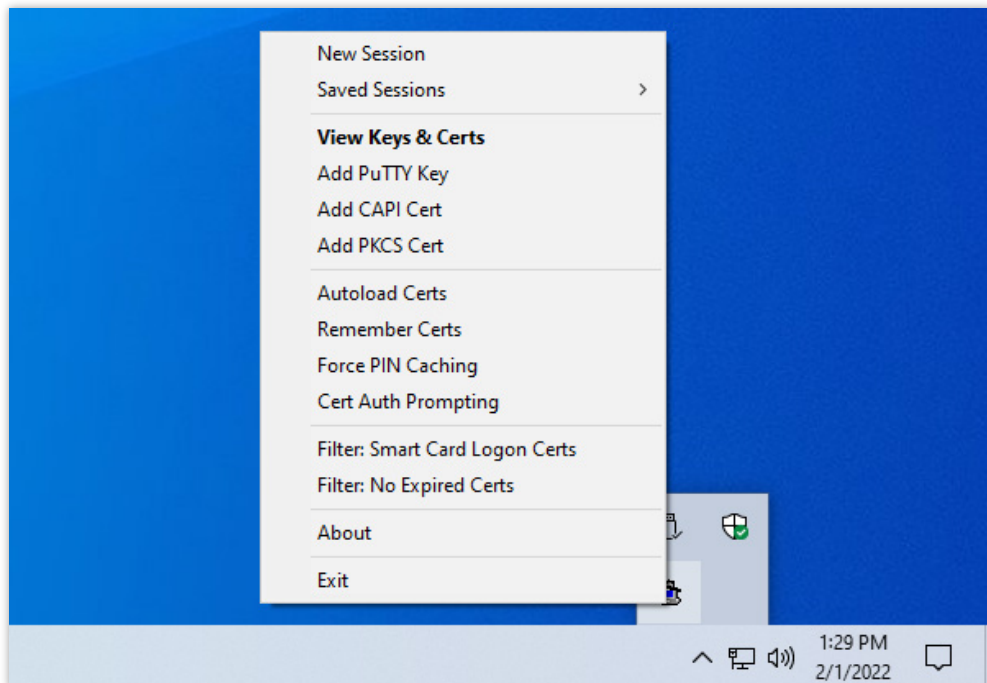 New Session
Saved Sessions
View Keys & Certs
Add PuTTY Key
Add CAPI Cert
Add PKCS Cert
Autoload Certs
Remember Certs
Force PIN Caching
Cert Auth Prompting
Filter: Smart Card Logon Certs
Filter: No Expired Certs
About
Exit
1:29 PM
2/1/2022